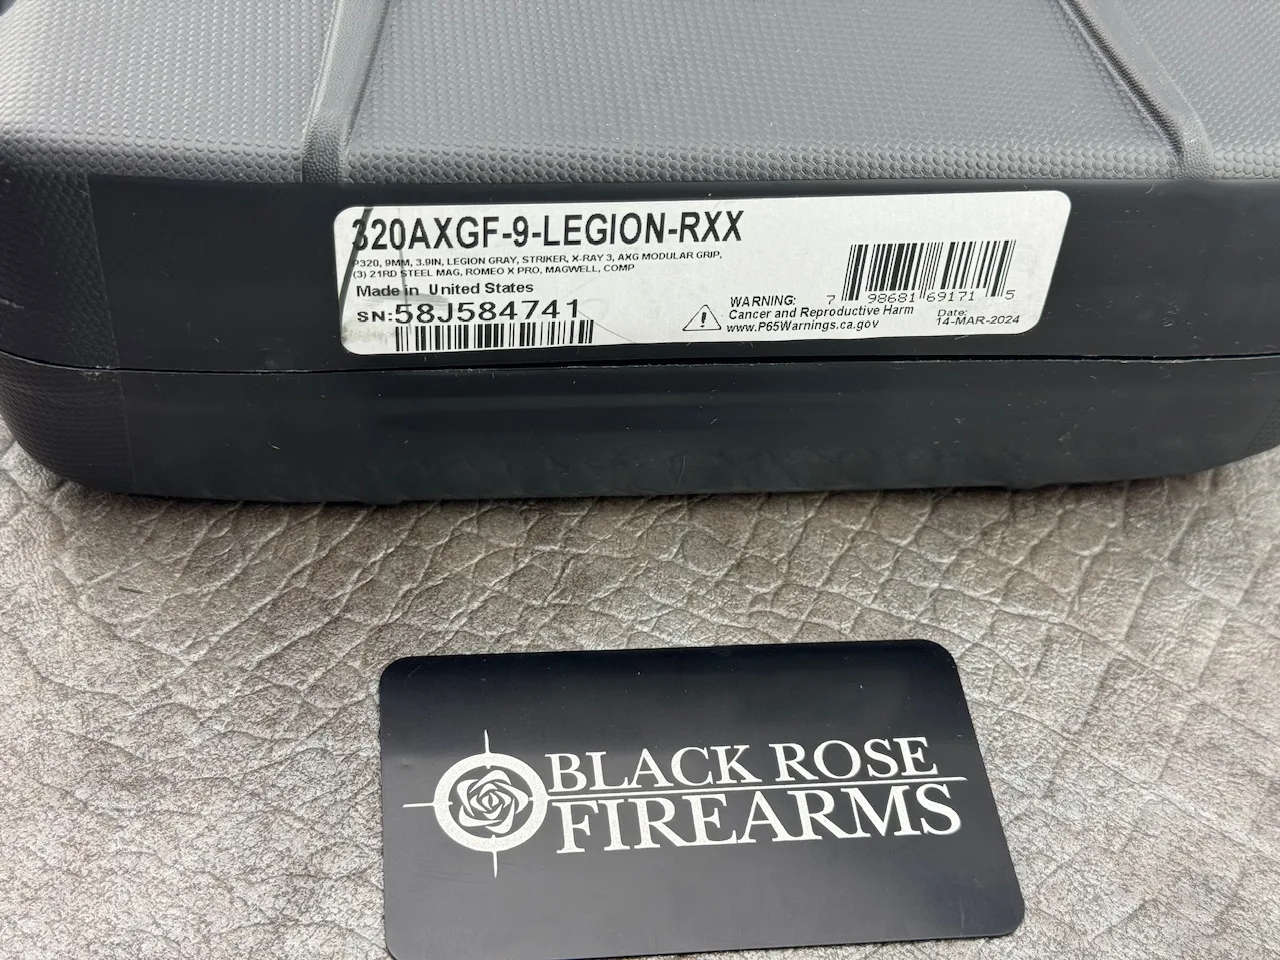 320AXGF-9-LEGION-RXX
P320, 9MM, 3.9IN, LEGION GRAY, STRIKER, X-RAY 3, AXG MODULAR GRIP,
(3) 21RD STEEL MAG, ROMEO X PRO, MAGWELL, COMP
Made in United States
SN:58J584741
WARNING:
Cancer and Reproductive Harm
www.P65Warnings.ca.gov
7 98681 69171 5
Date:
14-MAR-2024
BLACK ROSE
FIREARMS